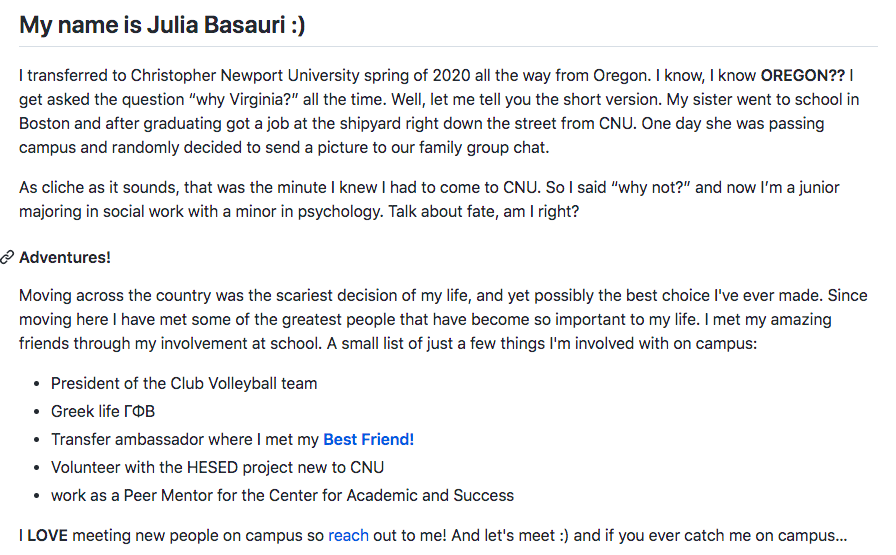 My name is Julia Basauri :)
I transferred to Christopher Newport University spring of 2020 all the way from Oregon. I know, I know OREGON?? I
get asked the question “why Virginia?” all the time. Well, let me tell you the short version. My sister went to school in
Boston and after graduating got a job at the shipyard right down the street from CNU. One day she was passing
campus and randomly decided to send a picture to our family group chat.
As cliche as it sounds, that was the minute I knew I had to come to CNU. So I said “why not?” and now I’m a junior
majoring in social work with a minor in psychology. Talk about fate, am I right?
Adventures!
Moving across the country was the scariest decision of my life, and yet possibly the best choice I've ever made. Since
moving here I have met some of the greatest people that have become so important to my life. I met my amazing
friends through my involvement at school. A small list of just a few things I'm involved with on campus:
• President of the Club Volleyball team
• Greek life ΓΦΒ
• Transfer ambassador where I met my Best Friend!
• Volunteer with the HESED project new to CNU
• work as a Peer Mentor for the Center for Academic and Success
I LOVE meeting new people on campus so reach out to me! And let's meet :) and if you ever catch me on campus...